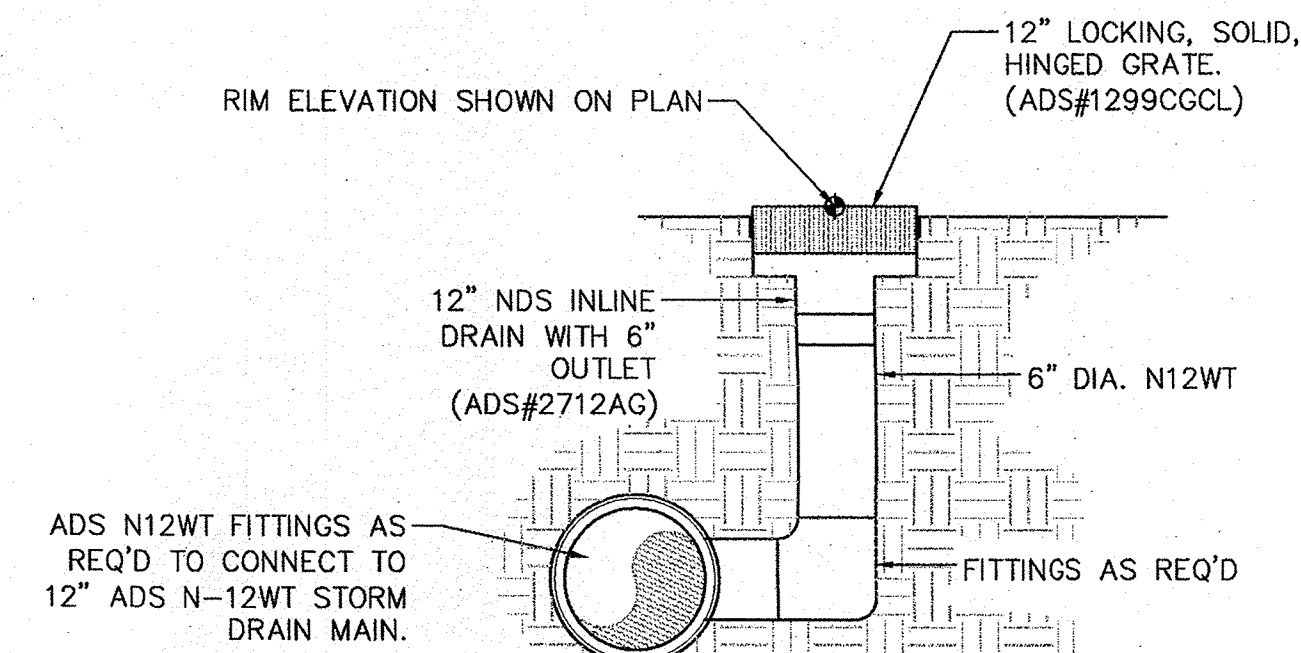 12" LOCKING, SOLID,
HINGED GRATE.
(ADS#1299CGCL)
RIM ELEVATION SHOWN ON PLAN
12" NDS INLINE
DRAIN WITH 6"
OUTLET
(ADS#2712AG)
6" DIA. N12WT
ADS N12WT FITTINGS AS
REQ'D TO CONNECT TO
12" ADS N-12WT STORM
DRAIN MAIN.
FITTINGS AS REQ'D